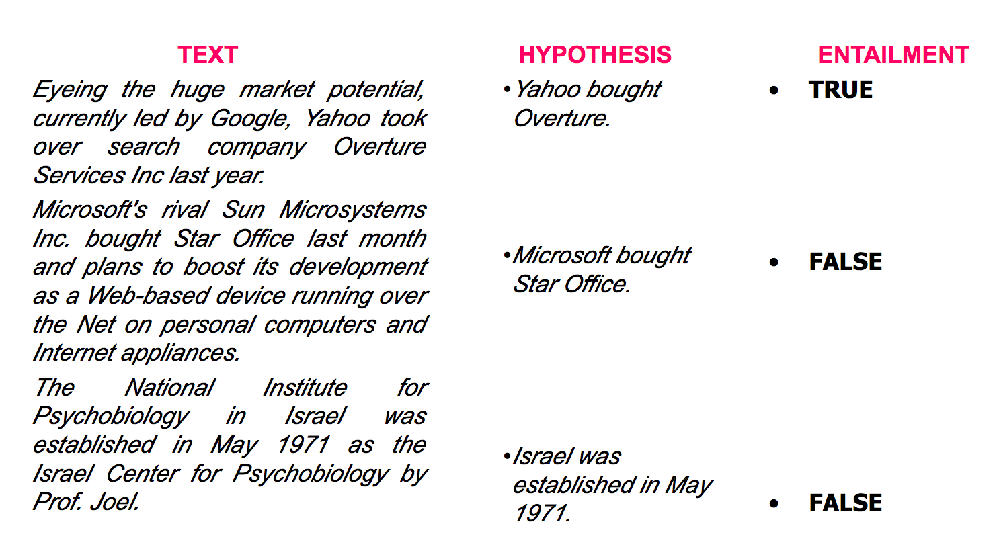 TEXT
Eyeing the huge market potential,
currently led by Google, Yahoo took
over search company Overture
Services Inc last year.
Microsoft's rival Sun Microsystems
Inc. bought Star Office last month
and plans to boost its development
as a Web-based device running over
the Net on personal computers and
Internet appliances.
The National Institute for
Psychobiology in Israel was
established in May 1971 as the
Israel Center for Psychobiology by
Prof. Joel.
HYPOTHESIS
•Yahoo bought
Overture.
•Microsoft bought
Star Office.
•Israel was
established in May
1971.
ENTAILMENT
• TRUE
• FALSE
• FALSE